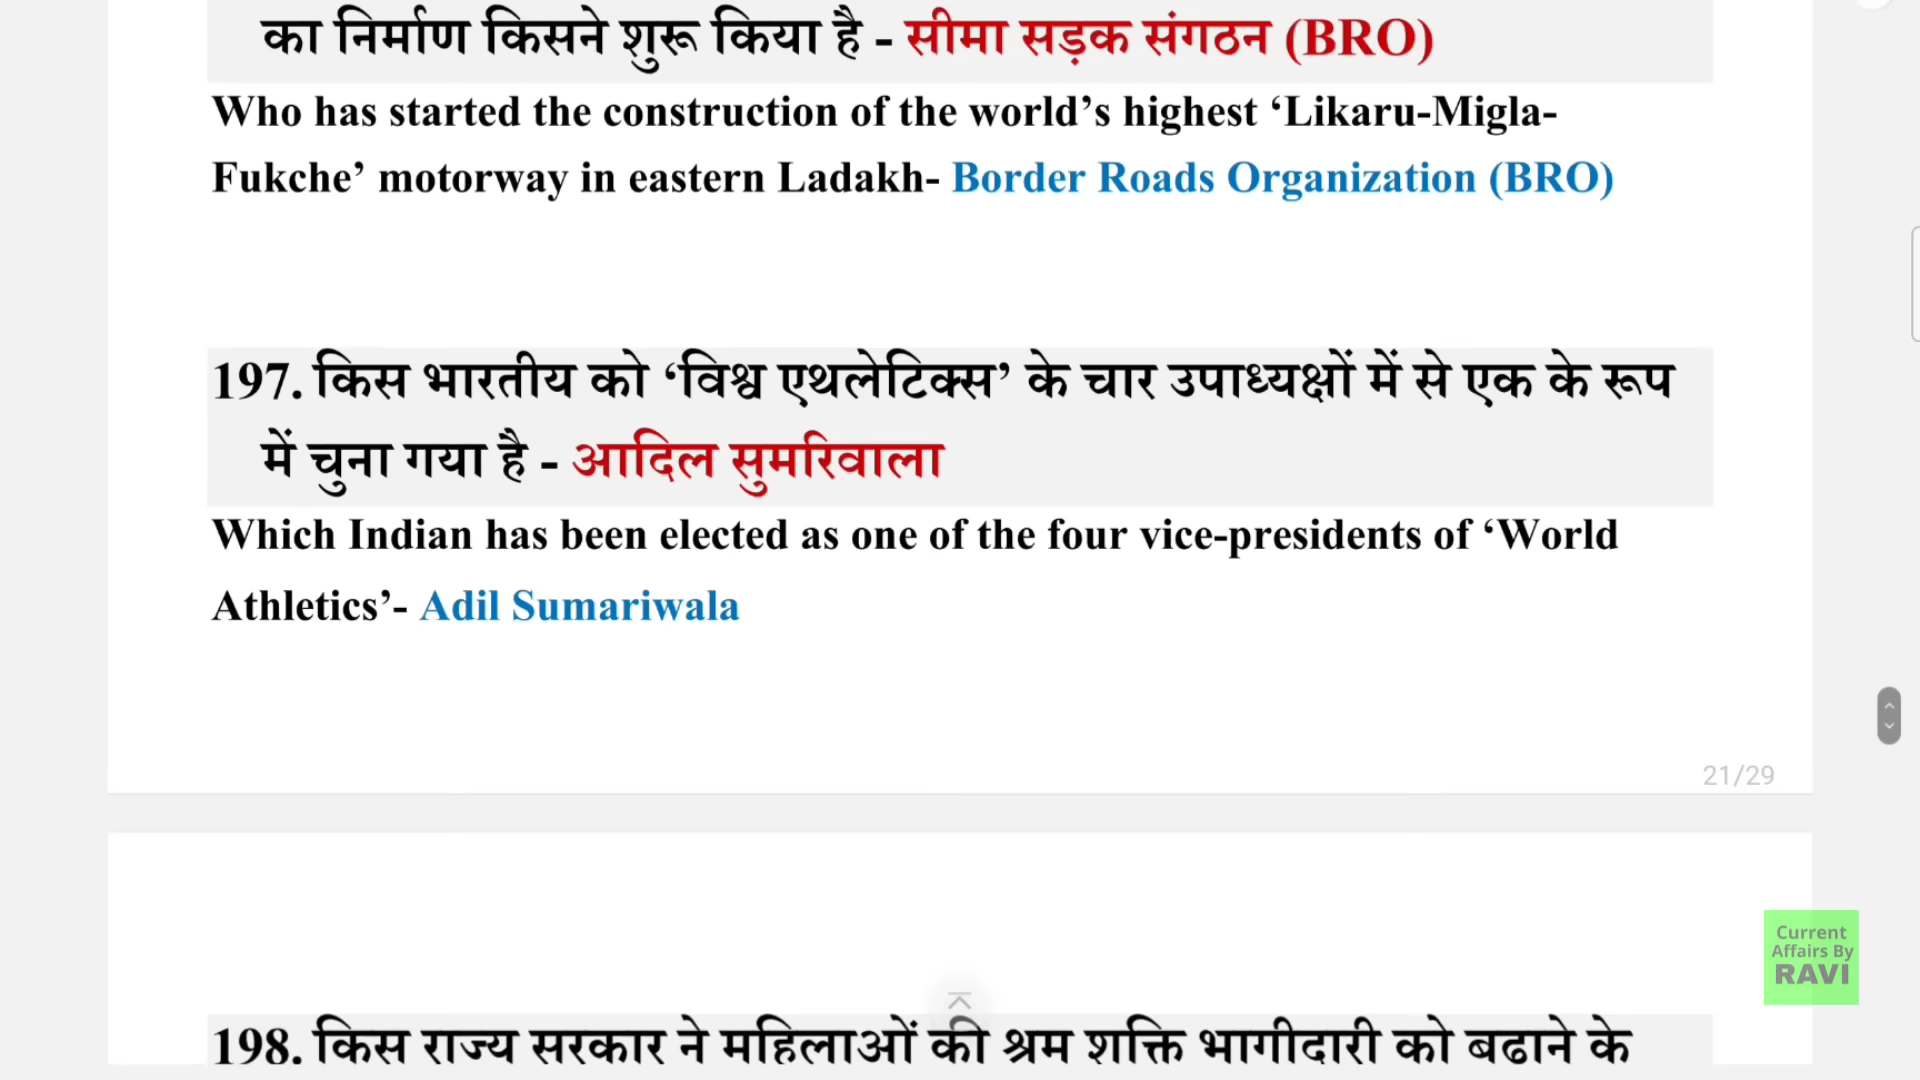 का निर्माण किसने शुरू किया है - सीमा सड़क संगठन (BRO)
Who has started the construction of the world’s highest ‘Likaru-Migla-
Fukche’ motorway in eastern Ladakh- Border Roads Organization (BRO)
197. किस भारतीय को ‘विश्व एथलेटिक्स’ के चार उपाध्यक्षों में से एक के रूप
में चुना गया है - आदिल सुमरिवाला
Which Indian has been elected as one of the four vice-presidents of ‘World
Athletics’- Adil Sumariwala
21/29
Current
Affairs By
RAVI
198. किस राज्य सरकार ने महिलाओं की श्रम शक्ति भागीदारी को बढाने के